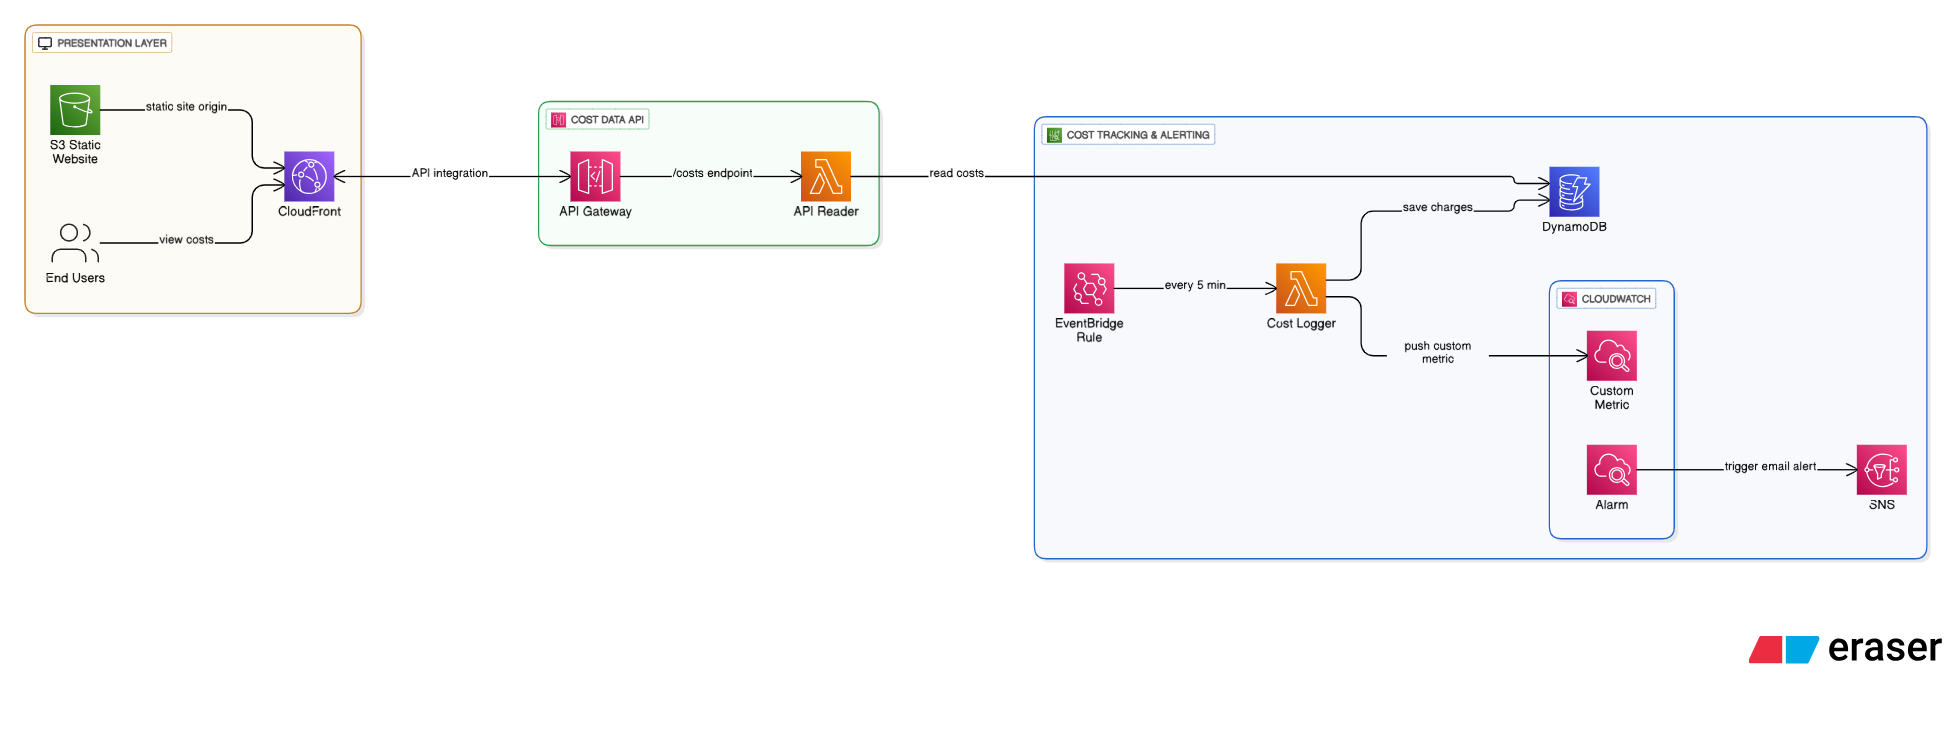 PRESENTATION LAYER
static site origin
S3 Static
Website
CloudFront
view costs
End Users
API integration
COST DATA API
API Gateway
/costs endpoint
API Reader
read costs
COST TRACKING & ALERTING
DynamoDB
save charges
EventBridge
Rule
every 5 min
Cost Logger
push custom
metric
CLOUDWATCH
Custom
Metric
Alarm
trigger email alert
SNS
eraser